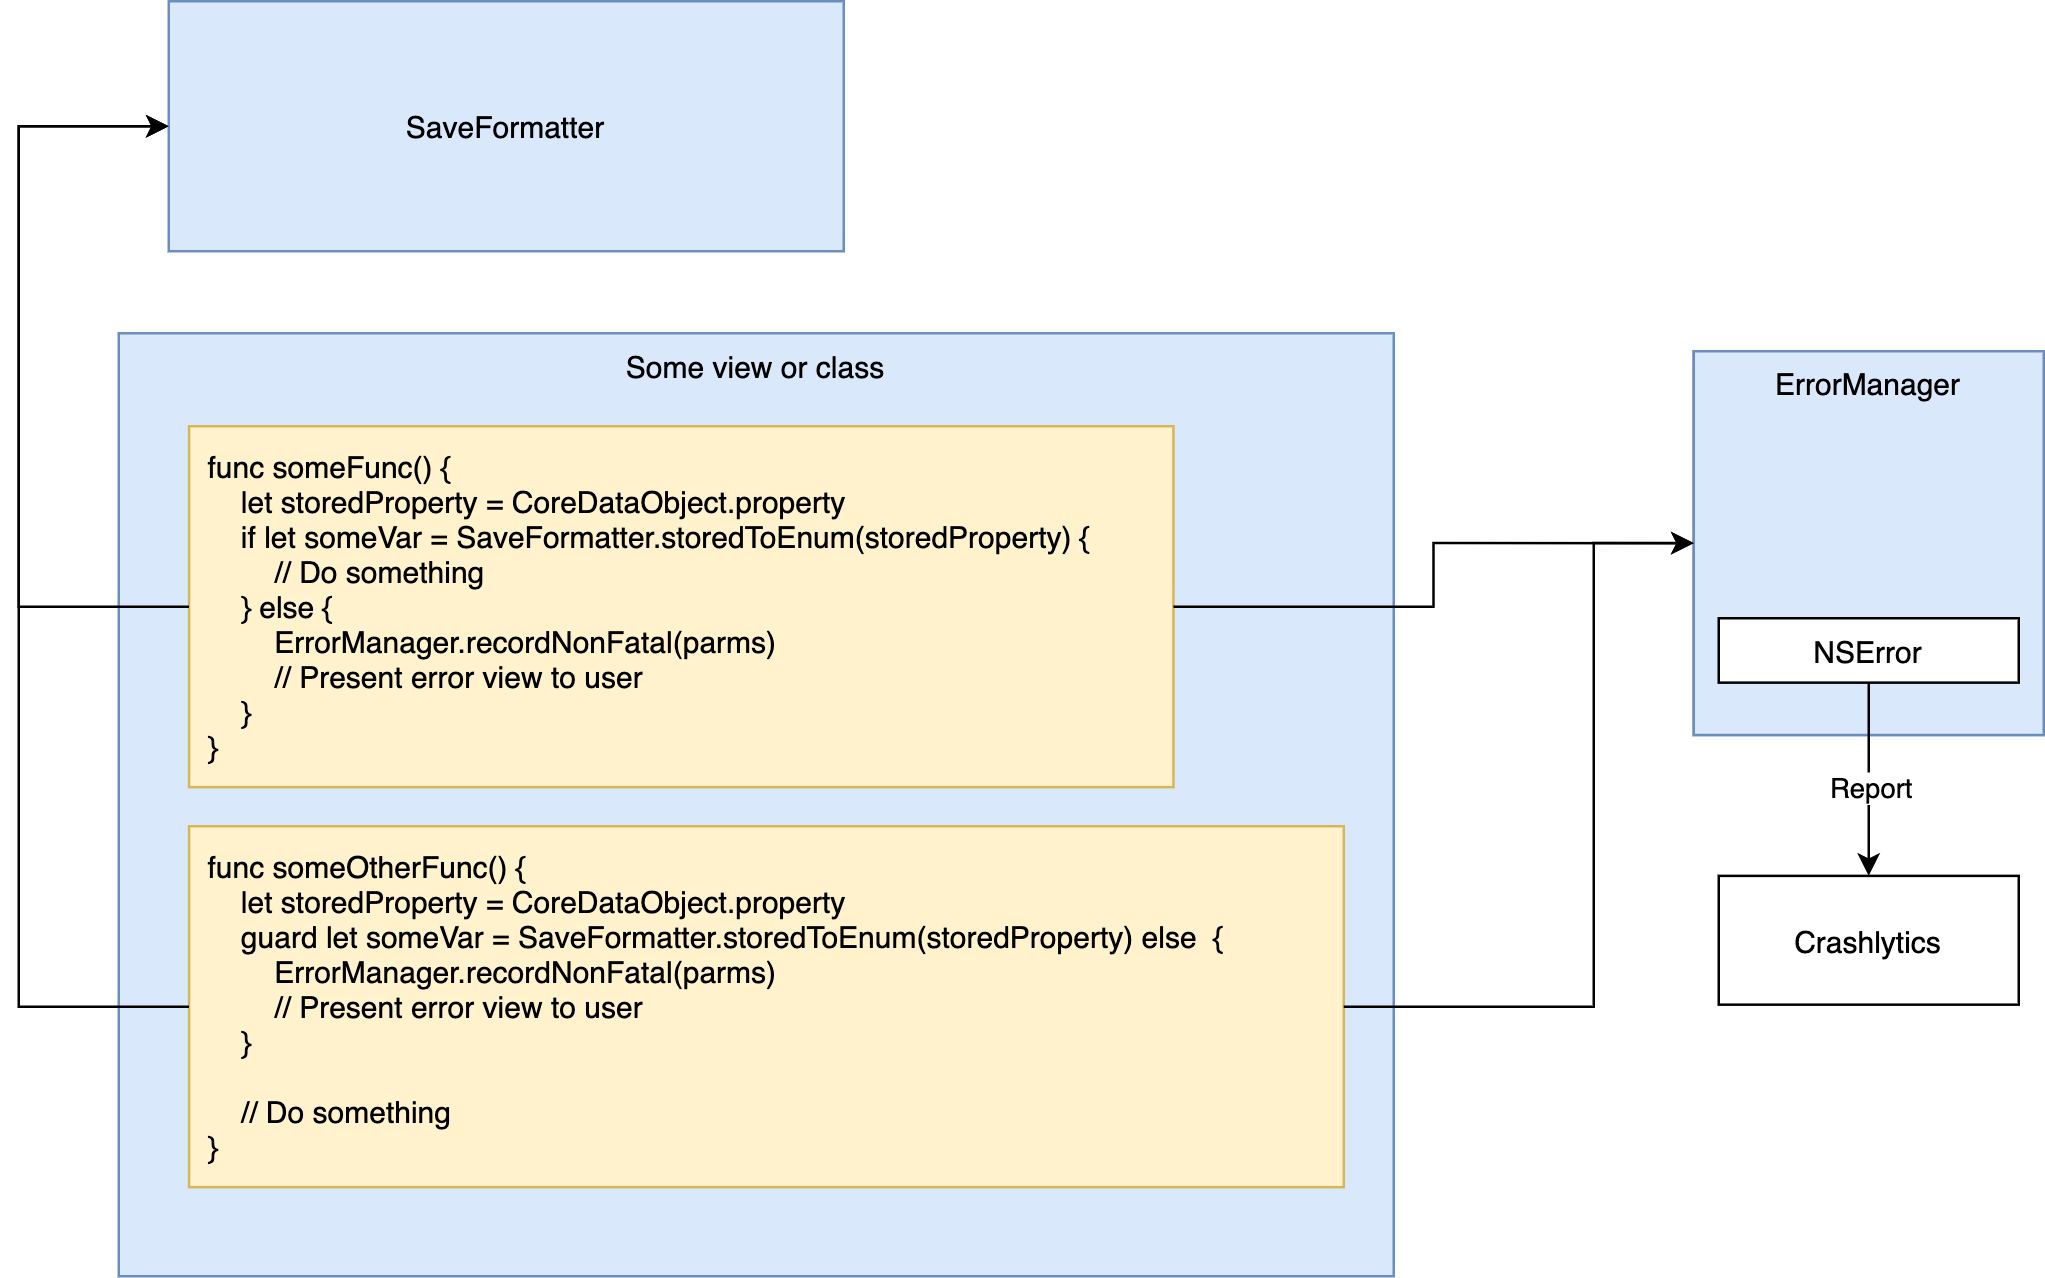 SaveFormatter
Some view or class
func someFunc() {
    let storedProperty = CoreDataObject.property
    if let someVar = SaveFormatter.storedToEnum(storedProperty) {
        // Do something
    } else {
        ErrorManager.recordNonFatal(parms)
        // Present error view to user
    }
}
func someOtherFunc() {
    let storedProperty = CoreDataObject.property
    guard let someVar = SaveFormatter.storedToEnum(storedProperty) else  {
        ErrorManager.recordNonFatal(parms)
        // Present error view to user
    }
    // Do something
}
ErrorManager
NSError
Report
Crashlytics